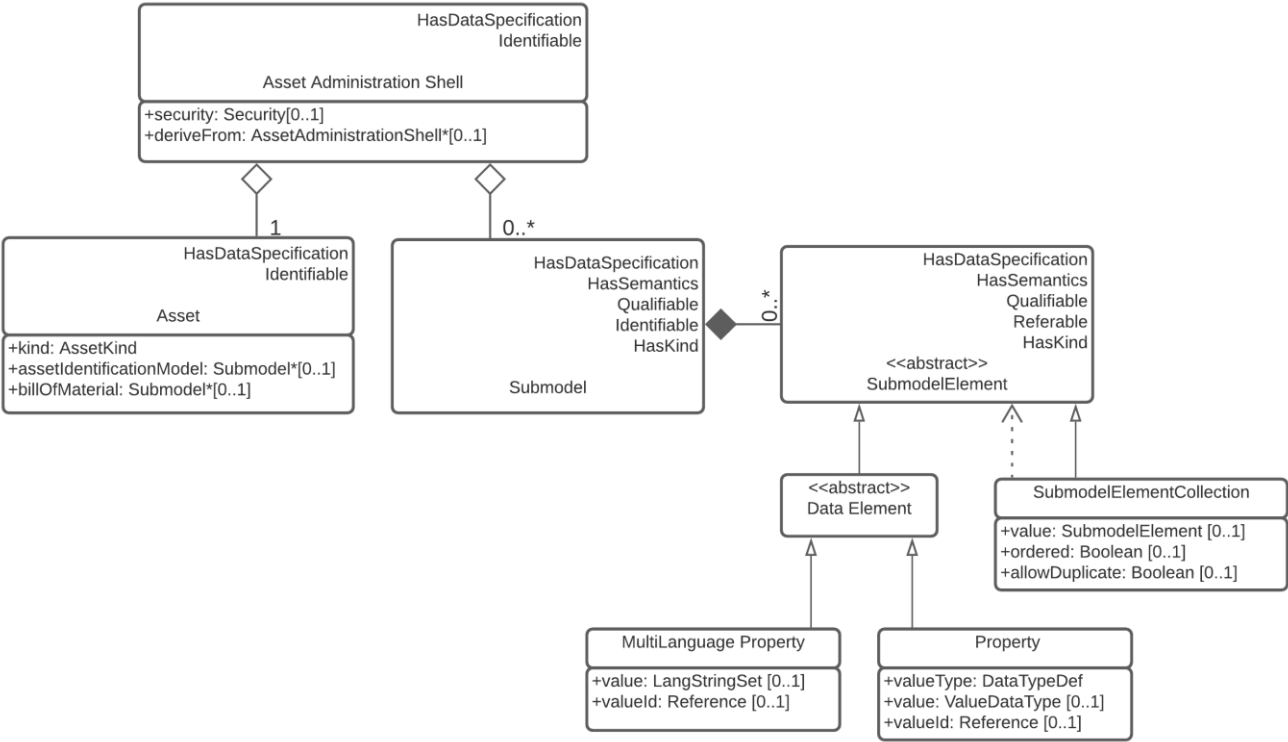 HasDataSpecification
Identifiable
Asset Administration Shell
+security: Security[0..1]
+deriveFrom: AssetAdministrationShell*[0..1]
1
0..*
HasDataSpecification
Identifiable
Asset
+kind: AssetKind
+assetIdentificationModel: Submodel*[0..1]
+billOfMaterial: Submodel*[0..1]
HasDataSpecification
HasSemantics
Qualifiable
Identifiable
HasKind
Submodel
0..*
HasDataSpecification
HasSemantics
Qualifiable
Referable
HasKind
<<abstract>>
SubmodelElement
<<abstract>>
Data Element
SubmodelElementCollection
+value: SubmodelElement [0..1]
+ordered: Boolean [0..1]
+allowDuplicate: Boolean [0..1]
MultiLanguage Property
+value: LangStringSet [0..1]
+valueId: Reference [0..1]
Property
+valueType: DataTypeDef
+value: ValueDataType [0..1]
+valueId: Reference [0..1]